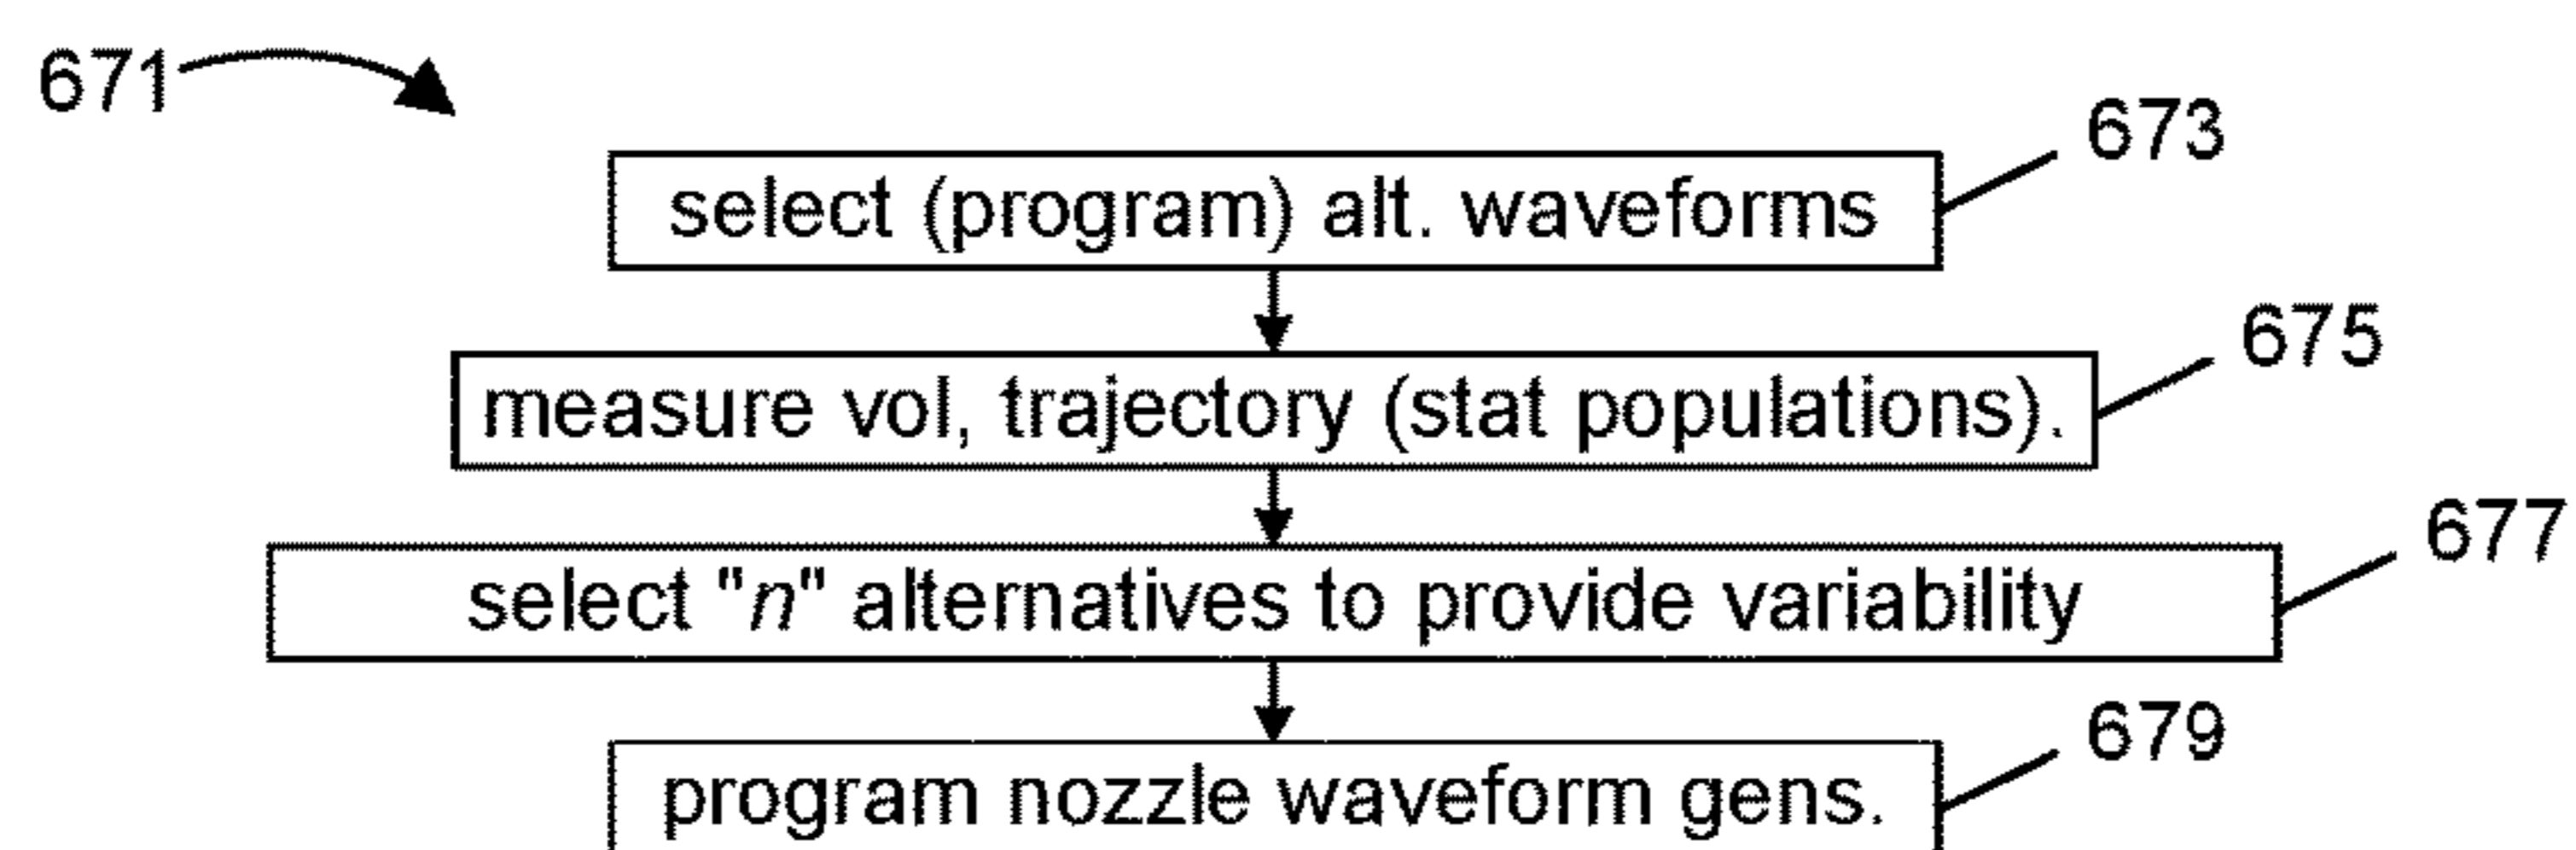 671
673
select (program) alt. waveforms
675
measure vol, trajectory (stat populations).
677
select "n" alternatives to provide variability
679
program nozzle waveform gens.